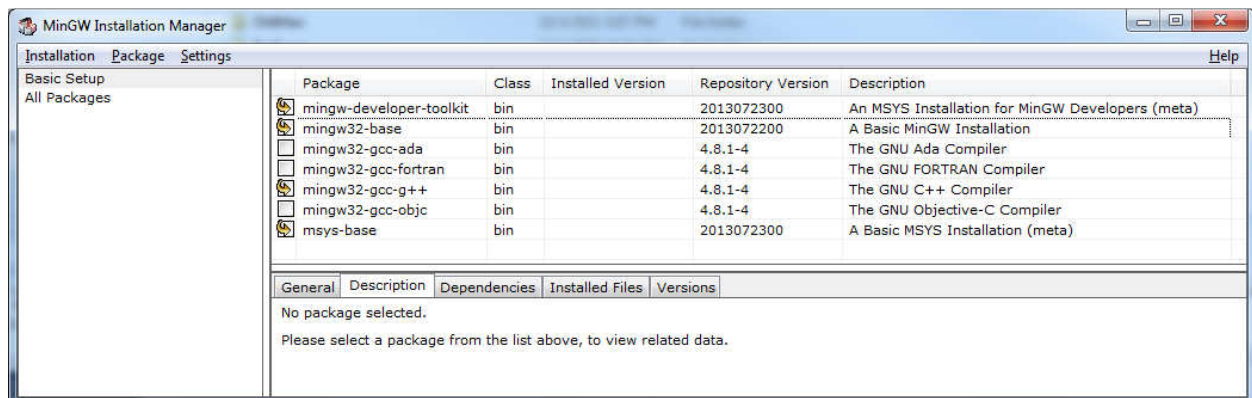 MinGW Installation Manager
Installation Package Settings Help
Basic Setup
All Packages
Package Class Installed Version Repository Version Description
mingw-developer-toolkit bin 2013072300 An MSYS Installation for MinGW Developers (meta)
mingw32-base bin 2013072200 A Basic MinGW Installation
mingw32-gcc-ada bin 4.8.1-4 The GNU Ada Compiler
mingw32-gcc-fortran bin 4.8.1-4 The GNU FORTRAN Compiler
mingw32-gcc-g++ bin 4.8.1-4 The GNU C++ Compiler
mingw32-gcc-objc bin 4.8.1-4 The GNU Objective-C Compiler
msys-base bin 2013072300 A Basic MSYS Installation (meta)
General Description Dependencies Installed Files Versions
No package selected.
Please select a package from the list above, to view related data.